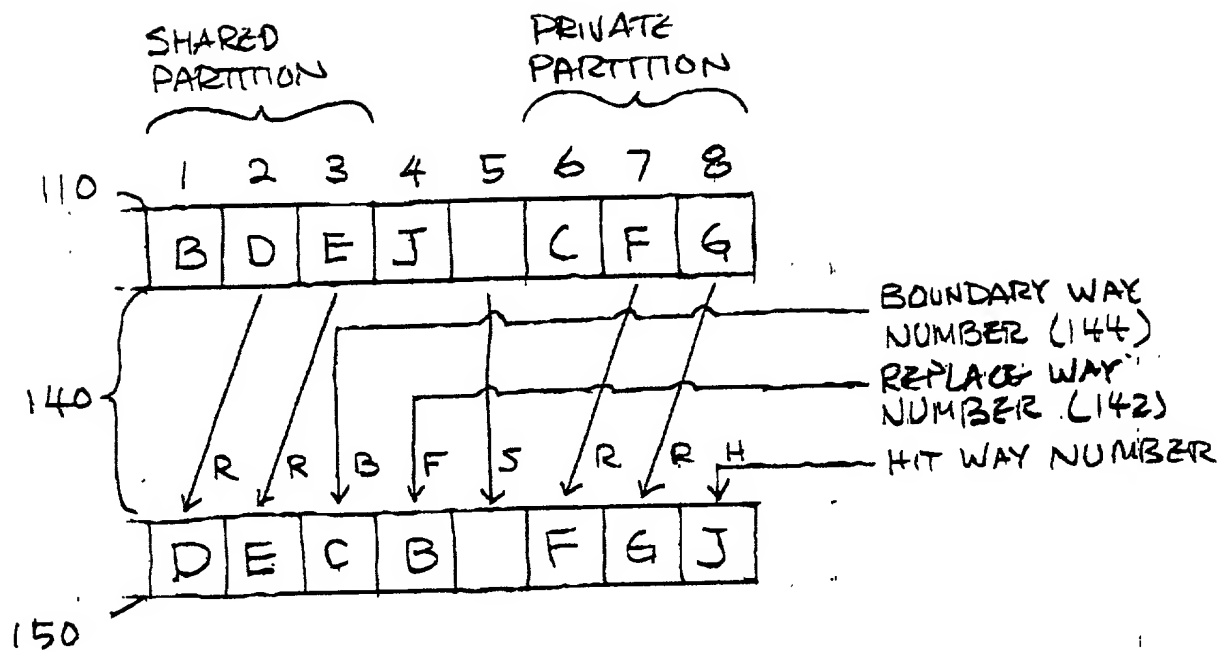 SHARED
PARTITION
PRIVATE
PARTITION
110
1 2 3 4 5 6 7 8
B D E J C F G
BOUNDARY WAY
NUMBER (144)
REPLACE WAY
NUMBER (142)
140
R R B F S R R H
HIT WAY NUMBER
D E C B F G J
150